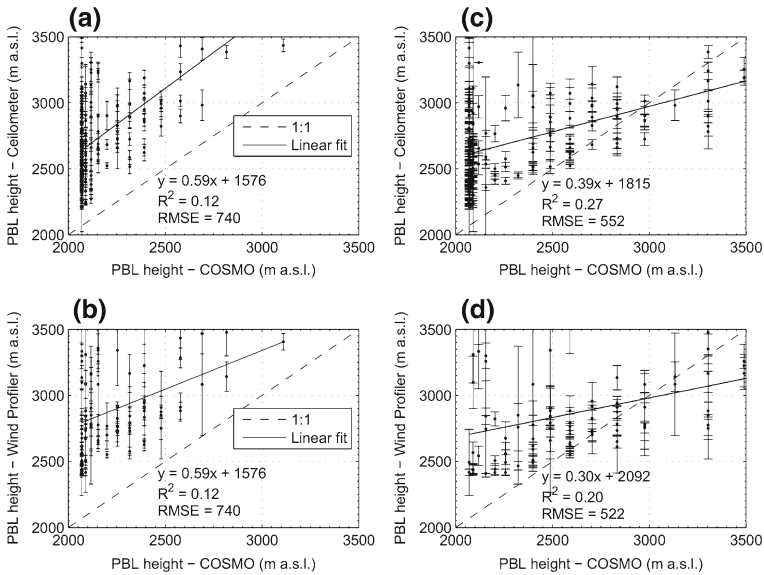 (a)
3500
3000
2500
2000
PBL height − Ceilometer (m a.s.l.)
1:1
Linear fit
y = 0.59x + 1576
R² = 0.12
RMSE = 740
2000 2500 3000 3500
PBL height − COSMO (m a.s.l.)
(c)
3500
3000
2500
2000
PBL height − Ceilometer (m a.s.l.)
y = 0.39x + 1815
R² = 0.27
RMSE = 552
2000 2500 3000 3500
PBL height − COSMO (m a.s.l.)
(b)
3500
3000
2500
2000
PBL height − Wind Profiler (m a.s.l.)
1:1
Linear fit
y = 0.59x + 1576
R² = 0.12
RMSE = 740
2000 2500 3000 3500
PBL height − COSMO (m a.s.l.)
(d)
3500
3000
2500
2000
PBL height − Wind Profiler (m a.s.l.)
y = 0.30x + 2092
R² = 0.20
RMSE = 522
2000 2500 3000 3500
PBL height − COSMO (m a.s.l.)